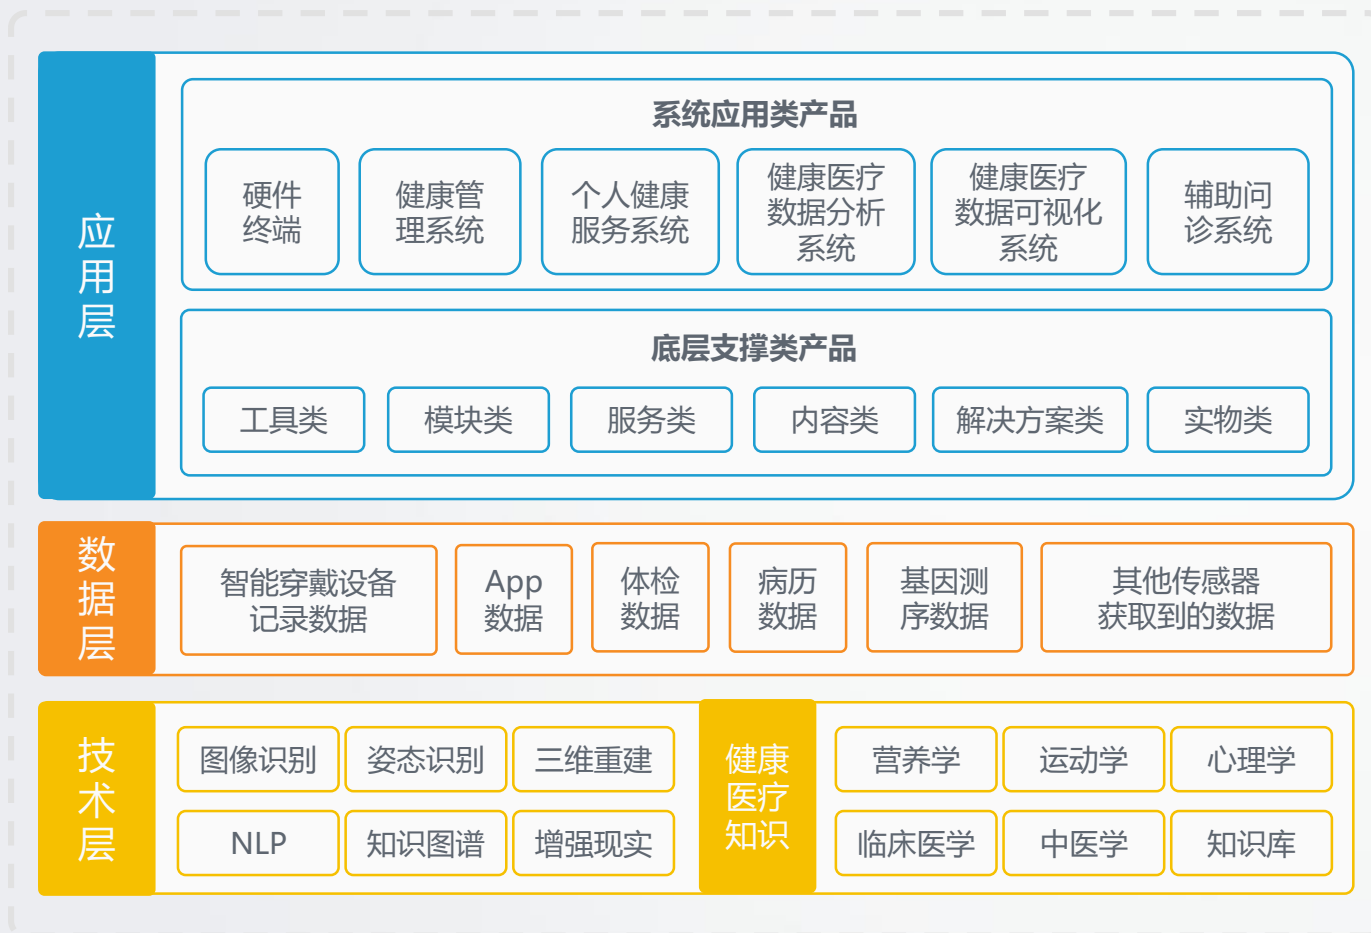 应
用
层
系统应用类产品
硬件
终端
健康管
理系统
个人健康
服务系统
健康医疗
数据分析
系统
健康医疗
数据可视化
系统
辅助问
诊系统
底层支撑类产品
工具类
模块类
服务类
内容类
解决方案类
实物类
数
据
层
智能穿戴设备
记录数据
App
数据
体检
数据
病历
数据
基因测
序数据
其他传感器
获取到的数据
技
术
层
图像识别
姿态识别
三维重建
NLP
知识图谱
增强现实
健康
医疗
知识
营养学
运动学
心理学
临床医学
中医学
知识库